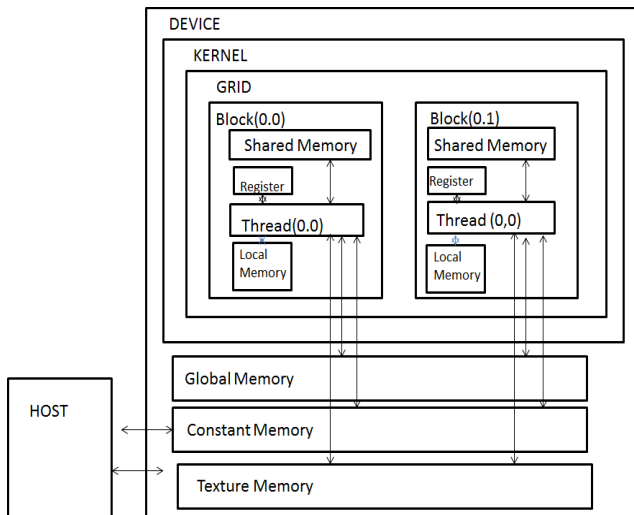 DEVICE
KERNEL
GRID
Block(0.0)
Shared Memory
Register
Thread(0.0)
Local
Memory
Block(0.1)
Shared Memory
Register
Thread (0,0)
Local
Memory
Global Memory
HOST
Constant Memory
Texture Memory